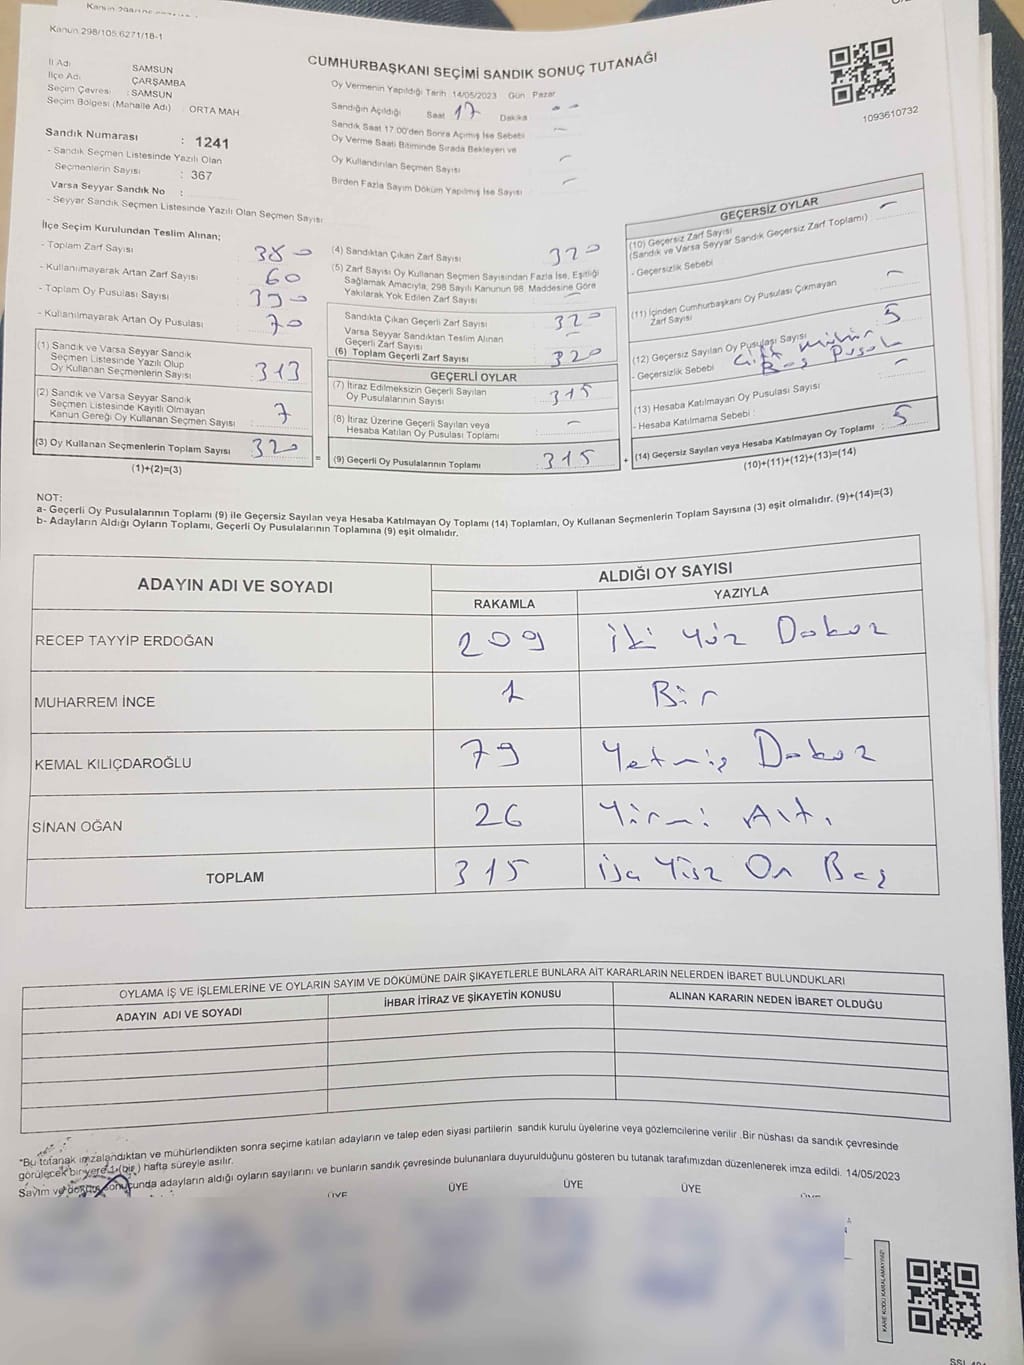 Kanun 298/105,6271/18-1
CUMHURBAŞKANI SEÇİMİ SANDIK SONUÇ TUTANAĞI
1093610732
İl Adı SAMSUN
İlçe Adı ÇARŞAMBA
Seçim Çevresi : SAMSUN
Seçim Bölgesi (Mahalle Adı) : ORTA MAH
Sandık Numarası : 1241
- Sandık Seçmen Listesinde Yazılı Olan
Seçmenlerin Sayısı : 367
Varsa Seyyar Sandık No :
- Seyyar Sandık Seçmen Listesinde Yazılı Olan Seçmen Sayısı
Oy Vermenin Yapıldığı Tarih :14/05/2023 Gün : Pazar
Sandığın Açıldığı Saat 17 Dakika : --
Sandık Saat 17.00'den Sonra Açımış İse Sebebi -
Oy Verme Saati Bitiminde Sırada Bekleyen ve
Oy Kullandırılan Seçmen Sayısı -
Birden Fazla Sayım Döküm Yapılmış İse Sayısı -
İlçe Seçim Kurulundan Teslim Alınan;
- Toplam Zarf Sayısı : 380
- Kullanılmayarak Artan Zarf Sayısı : 60
- Toplam Oy Pusulası Sayısı : 390
- Kullanılmayarak Artan Oy Pusulası : 70
(1) Sandık ve Varsa Seyyar Sandık
Seçmen Listesinde Yazılı Olup
Oy Kullanan Seçmenlerin Sayısı : 313
(2) Sandık ve Varsa Seyyar Sandık
Seçmen Listesinde Kayıtlı Olmayan
Kanun Gereği Oy Kullanan Seçmen Sayısı : 7
(3) Oy Kullanan Seçmenlerin Toplam Sayısı 320
(1)+(2)=(3)
(4) Sandıktan Çıkan Zarf Sayısı 320
(5) Zarf Sayısı Oy Kullanan Seçmen Sayısından Fazla İse, Eşitliği
Sağlamak Amacıyla, 298 Sayılı Kanunun 98. Maddesine Göre
Yakılarak Yok Edilen Zarf Sayısı -
Sandıkta Çıkan Geçerli Zarf Sayısı : 320
Varsa Seyyar Sandıktan Teslim Alınan
Geçerli Zarf Sayısı :
(6) Toplam Geçerli Zarf Sayısı : 320
GEÇERLİ OYLAR
(7) İtiraz Edilmeksizin Geçerli Sayılan
Oy Pusulalarının Sayısı : 315
(8) İtiraz Üzerine Geçerli Sayılan veya
Hesaba Katılan Oy Pusulası Toplamı : -
=
(9) Geçerli Oy Pusulalarının Toplamı : 315
GEÇERSİZ OYLAR
(10) Geçersiz Zarf Sayısı -
(Sandık ve Varsa Seyyar Sandık Geçersiz Zarf Toplamı)
- Geçersizlik Sebebi
(11) İçinden Cumhurbaşkanı Oy Pusulası Çıkmayan
Zarf Sayısı -
(12) Geçersiz Sayılan Oy Pusulası Sayısı : 5
- Geçersizlik Sebebi Çift Mühür
Boş Pusula
(13) Hesaba Katılmayan Oy Pusulası Sayısı -
- Hesaba Katılmama Sebebi :
+ (14) Geçersiz Sayılan veya Hesaba Katılmayan Oy Toplamı : 5
(10)+(11)+(12)+(13)=(14)
NOT:
a- Geçerli Oy Pusulalarının Toplamı (9) ile Geçersiz Sayılan veya Hesaba Katılmayan Oy Toplamı (14) Toplamları, Oy Kullanan Seçmenlerin Toplam Sayısına (3) eşit olmalıdır. (9)+(14)=(3)
b- Adayların Aldığı Oyların Toplamı, Geçerli Oy Pusulalarının Toplamına (9) eşit olmalıdır.
ADAYIN ADI VE SOYADI ALDIĞI OY SAYISI
RAKAMLA YAZIYLA
RECEP TAYYİP ERDOĞAN 209 İki Yüz Dokuz
MUHARREM İNCE 1 Bir
KEMAL KILIÇDAROĞLU 79 Yetmiş Dokuz
SİNAN OĞAN 26 Yirmi Altı
TOPLAM 315 Yüz On Beş
OYLAMA İŞ VE İŞLEMLERİNE VE OYLARIN SAYIM VE DÖKÜMÜNE DAİR ŞİKAYETLERLE BUNLARA AİT KARARLARIN NELERDEN İBARET BULUNDUKLARI
ADAYIN ADI VE SOYADI İHBAR İTİRAZ VE ŞİKAYETİN KONUSU ALINAN KARARIN NEDEN İBARET OLDUĞU
"Bu tutanak imzalandıktan ve mühürlendikten sonra seçime katılan adayların ve talep eden siyasi partilerin sandık kurulu üyelerine veya gözlemcilerine verilir .Bir nüshası da sandık çevresinde
görülecek bir yere 1 (bir) hafta süreyle asılır.
Sayım ve döküm sonucunda adayların aldığı oyların sayılarını ve bunların sandık çevresinde bulunanlara duyurulduğunu gösteren bu tutanak tarafımızdan düzenlenerek imza edildi. 14/05/2023
ÜYE ÜYE ÜYE ÜYE
KARE KODU KARALAMAYINIZ!